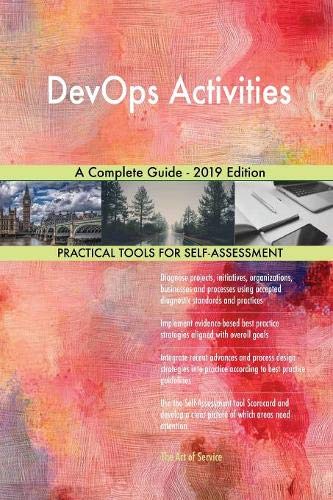 DevOps Activities
A Complete Guide - 2019 Edition
PRACTICAL TOOLS FOR SELF-ASSESSMENT
Diagnose projects, initiatives, organizations,
businesses and processes using accepted
diagnostic standards and practices
Implement evidence-based best practice
strategies aligned with overall goals
Integrate recent advances and process design
strategies into practice according to best practice
guidelines
Use the Self-Assessment tool Scorecard and
develop a clear picture of which areas need
attention
The Art of Service